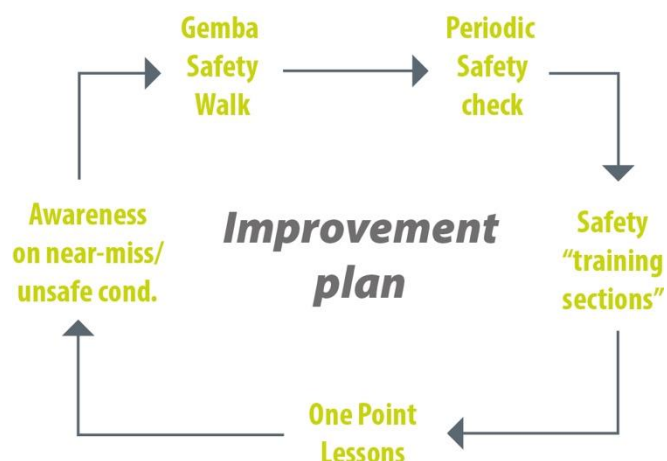 Gemba
Safety
Walk
Periodic
Safety
check
Awareness
on near-miss/
unsafe cond.
Improvement
plan
Safety
“training
sections”
One Point
Lessons